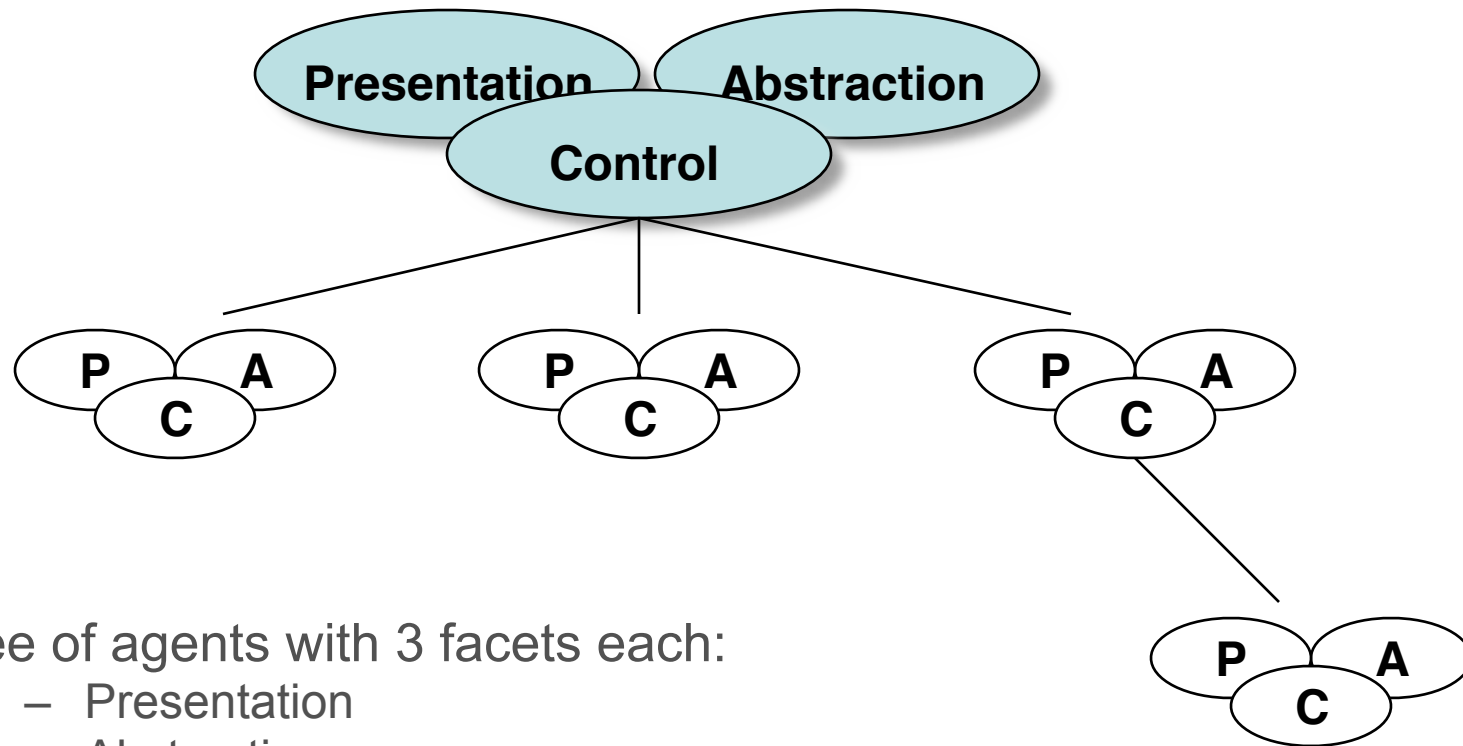 Presentation Abstraction
Control
P A P A P A
C C C
ee of agents with 3 facets each:
– Presentation
P A
C